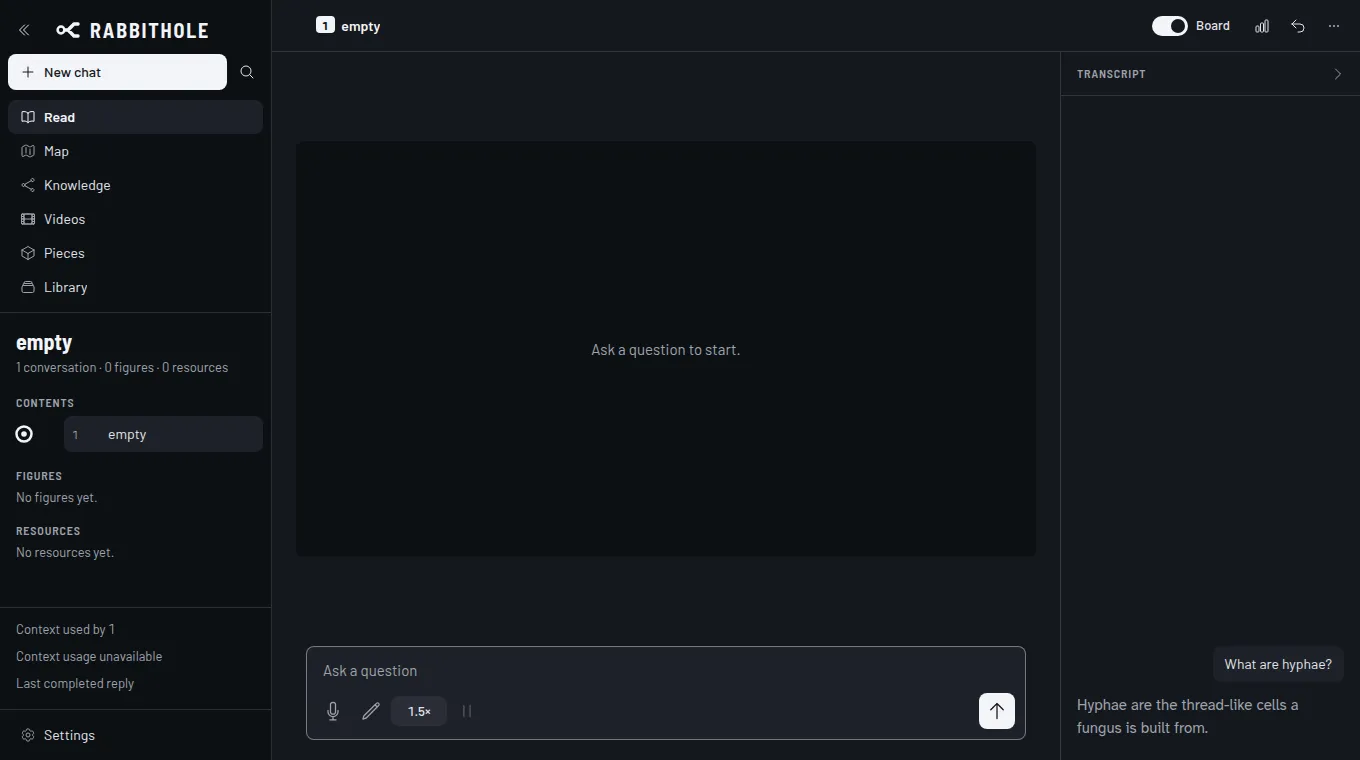 RABBITHOLE
New chat
Read
Map
Knowledge
Videos
Pieces
Library
empty
1 conversation · 0 figures · 0 resources
CONTENTS
1 empty
FIGURES
No figures yet.
RESOURCES
No resources yet.
Context used by 1
Context usage unavailable
Last completed reply
Settings
1 empty
Board
Ask a question to start.
Ask a question
1.5×
TRANSCRIPT
What are hyphae?
Hyphae are the thread-like cells a
fungus is built from.